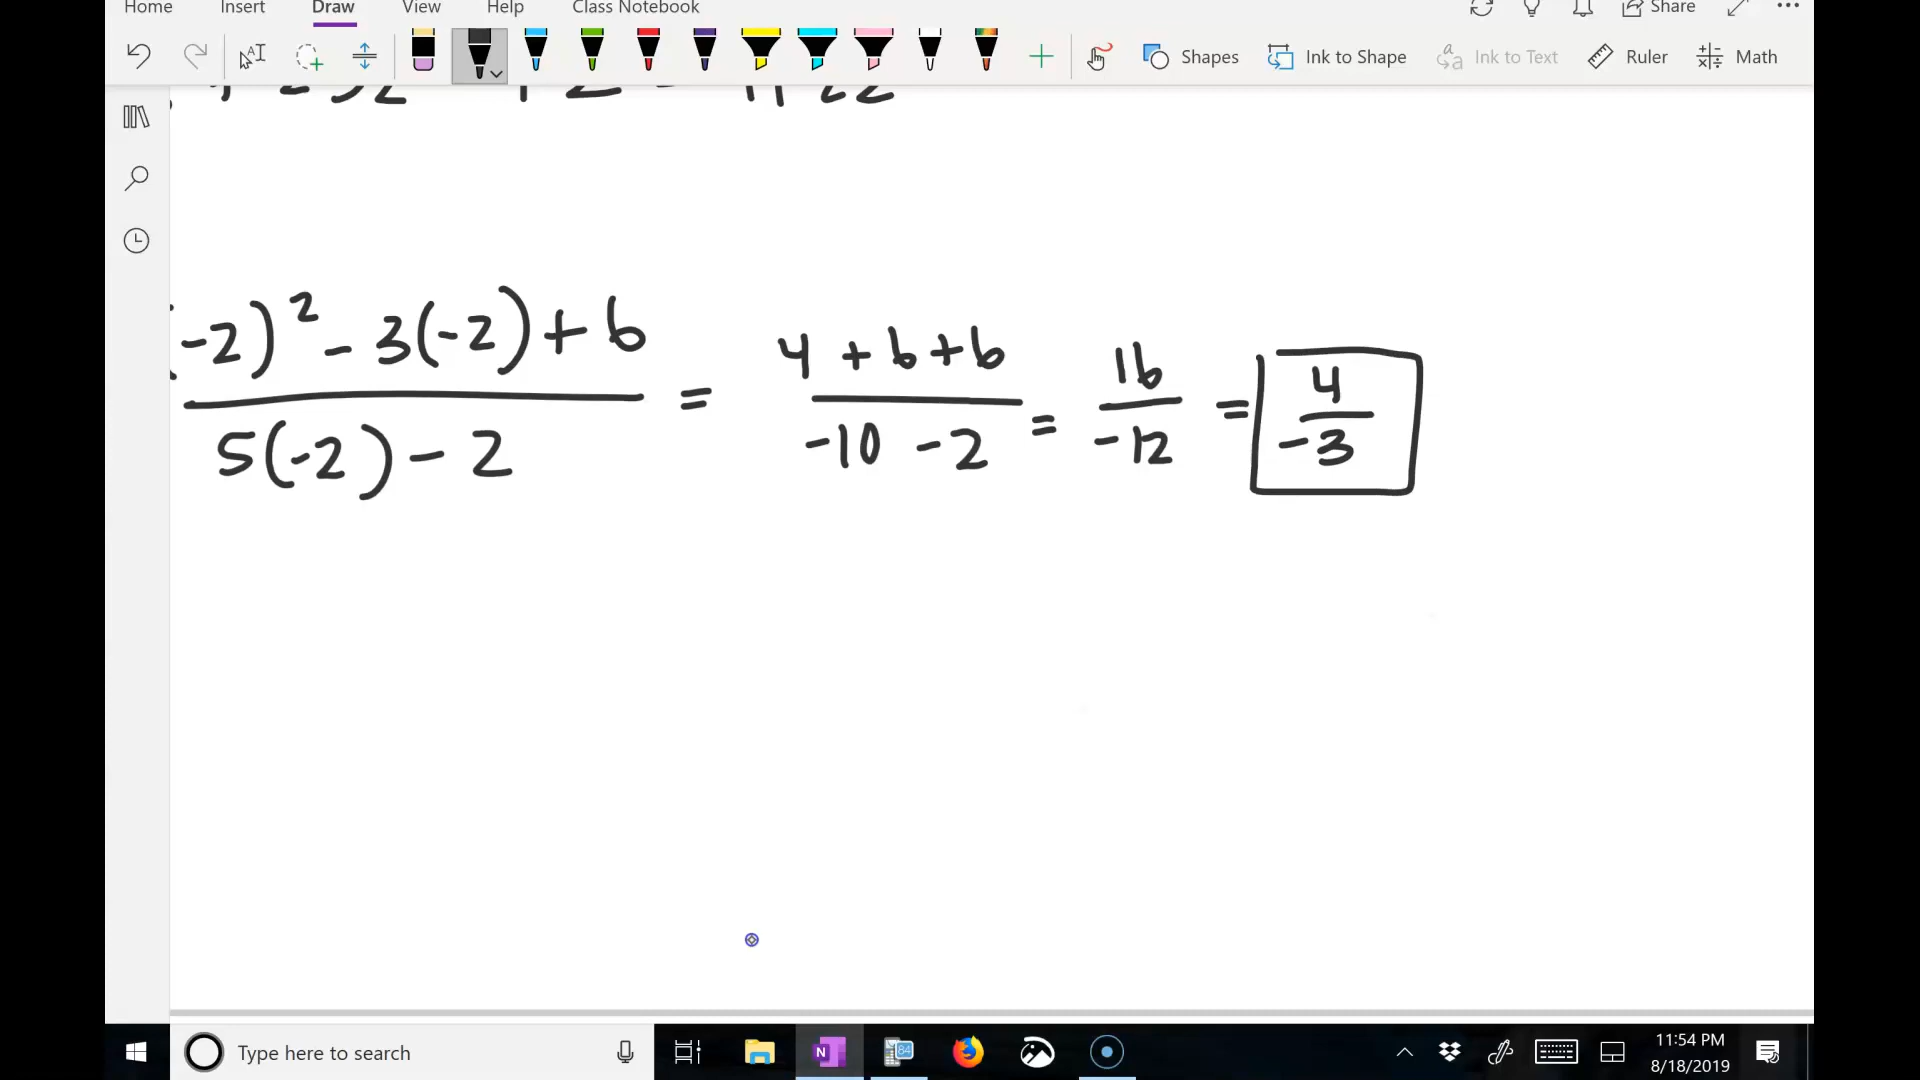 Home Insert Draw View Help Class Notebook Share
Shapes Ink to Shape Ink to Text Ruler Math
(-2)² - 3(-2) + 6
5(-2) - 2
=
4 + 6 + 6
-10 - 2
=
16
-12
=
4
-3
Type here to search
84
N
11:54 PM
8/18/2019